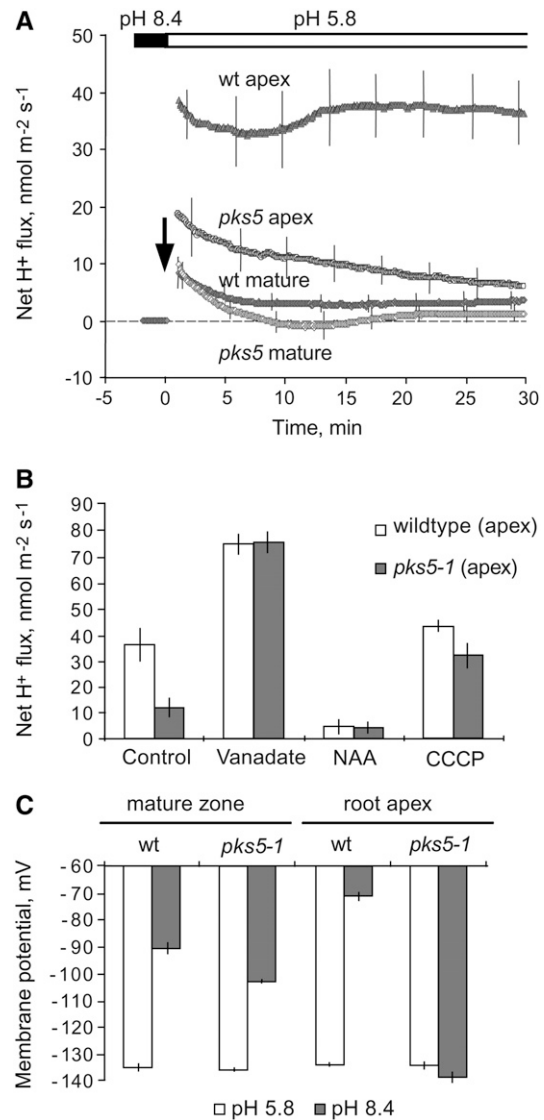 A
pH 8.4
pH 5.8
50
40
30
20
10
0
-10
Net H+ flux, nmol m-2 s-1
wt apex
pks5 apex
wt mature
pks5 mature
-5 0 5 10 15 20 25 30
Time, min
B
90
80
70
60
50
40
30
20
10
0
Net H+ flux, nmol m-2 s-1
wildtype (apex)
pks5-1 (apex)
Control Vanadate NAA CCCP
C
mature zone root apex
wt pks5-1 wt pks5-1
-60
-70
-80
-90
-100
-110
-120
-130
-140
Membrane potential, mV
pH 5.8 pH 8.4